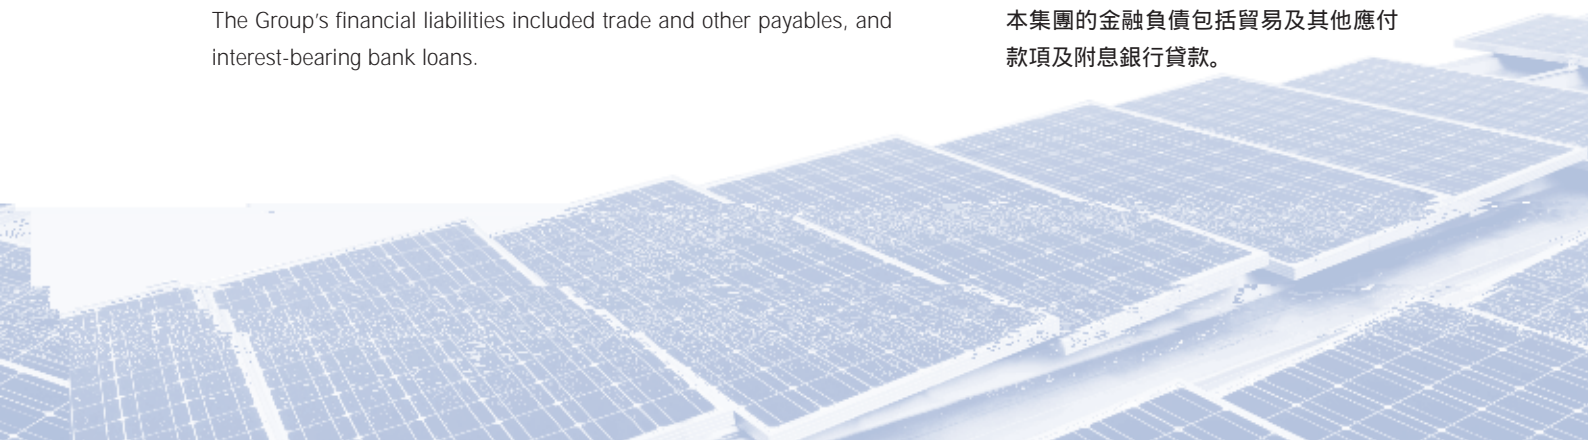 The Group's financial liabilities included trade and other payables, and
interest-bearing bank loans.
本集團的金融負債包括貿易及其他應付
款項及附息銀行貸款。